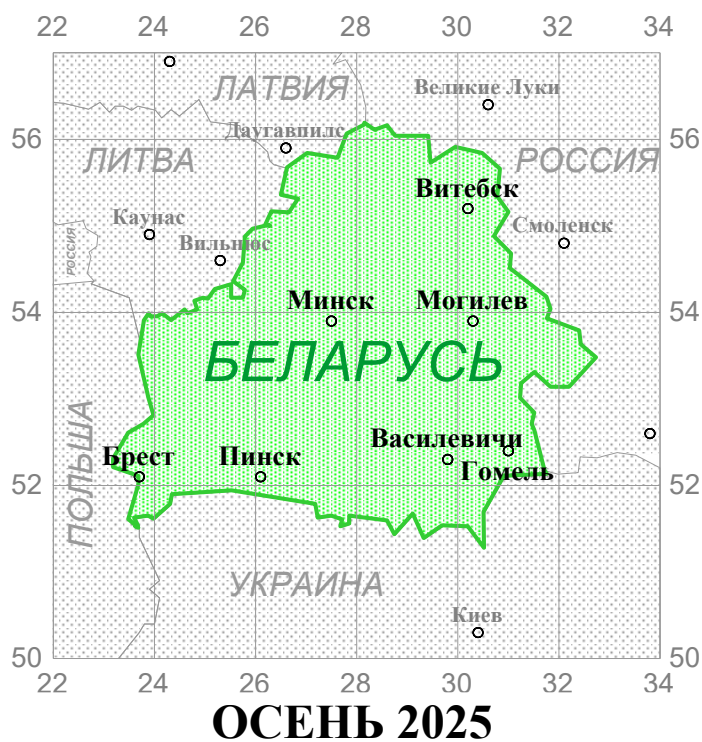 22 24 26 28 30 32 34
ЛАТВИЯ
Великие Луки
Даугавпилс
56 56
ЛИТВА
РОССИЯ
Витебск
Каунас
Смоленск
Вильнюс
РОССИЯ
Минск
Могилев
54 54
БЕЛАРУСЬ
ПОЛЬША
Василевичи
Брест
Пинск
Гомель
52 52
УКРАИНА
Киев
50 50
22 24 26 28 30 32 34
ОСЕНЬ 2025